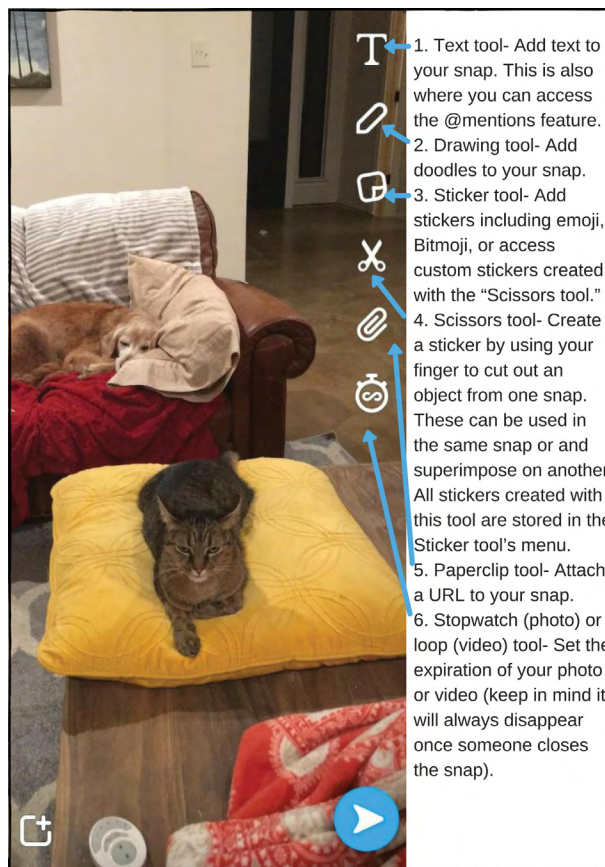 T
1. Text tool- Add text to
your snap. This is also
where you can access
the @mentions feature.
2. Drawing tool- Add
doodles to your snap.
3. Sticker tool- Add
stickers including emoji,
Bitmoji, or access
custom stickers created
with the “Scissors tool.”
4. Scissors tool- Create
a sticker by using your
finger to cut out an
object from one snap.
These can be used in
the same snap or and
superimpose on another
All stickers created with
this tool are stored in the
Sticker tool’s menu.
5. Paperclip tool- Attach
a URL to your snap.
6. Stopwatch (photo) or
loop (video) tool- Set the
expiration of your photo
or video (keep in mind it
will always disappear
once someone closes
the snap).